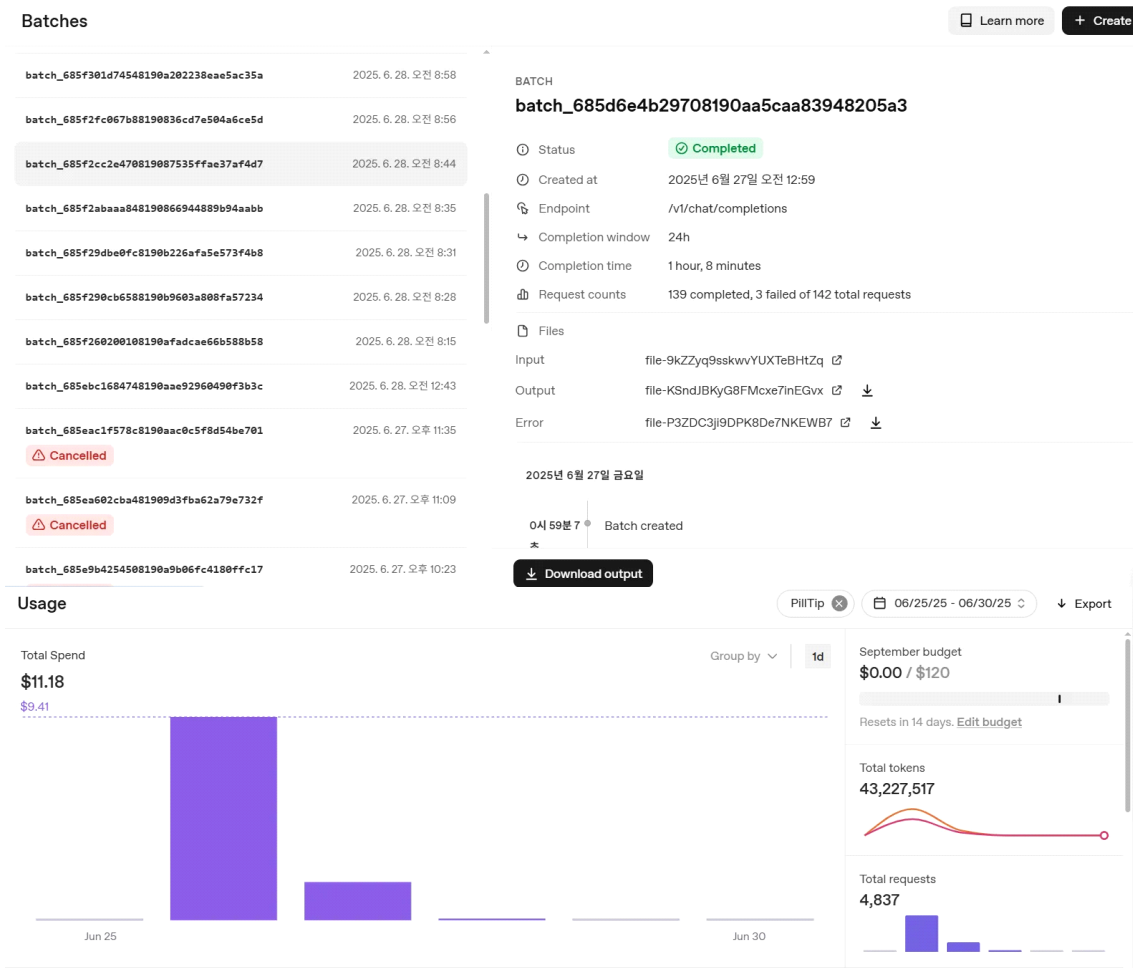 Batches
Learn more
+ Create
batch_685f301d74548190a202238eae5ac35a 2025. 6. 28. 오전 8:58
batch_685f2fc067b88190836cd7e504a6ce5d 2025. 6. 28. 오전 8:56
batch_685f2cc2e470819087535ffae37af4d7 2025. 6. 28. 오전 8:44
batch_685f2abaaa848190866944889b94aabb 2025. 6. 28. 오전 8:35
batch_685f29dbe0fc8190b226afa5e573f4b8 2025. 6. 28. 오전 8:31
batch_685f290cb6588190b9603a808fa57234 2025. 6. 28. 오전 8:28
batch_685f260200108190afadcae66b588b58 2025. 6. 28. 오전 8:15
batch_685ebc1684748190aae92960490f3b3c 2025. 6. 28. 오전 12:43
batch_685eac1f578c8190aac0c5f8d54be701 2025. 6. 27. 오후 11:35
Cancelled
batch_685ea602cba481909d3fba62a79e732f 2025. 6. 27. 오후 11:09
Cancelled
batch_685e9b4254508190a9b06fc4180ffc17 2025. 6. 27. 오후 10:23
BATCH
batch_685d6e4b29708190aa5caa83948205a3
Status Completed
Created at 2025년 6월 27일 오전 12:59
Endpoint /v1/chat/completions
Completion window 24h
Completion time 1 hour, 8 minutes
Request counts 139 completed, 3 failed of 142 total requests
Files
Input file-9kZZyq9sskwvYUXTeBHtZq
Output file-KSndJBKyG8FMcxe7inEGvx
Error file-P3ZDC3ji9DPK8De7NKEWB7
2025년 6월 27일 금요일
0시 59분 7
초
Batch created
Download output
Usage
PillTip
06/25/25 - 06/30/25
Export
Total Spend
$11.18
$9.41
Group by
1d
Jun 25
Jun 30
September budget
$0.00 / $120
Resets in 14 days. Edit budget
Total tokens
43,227,517
Total requests
4,837